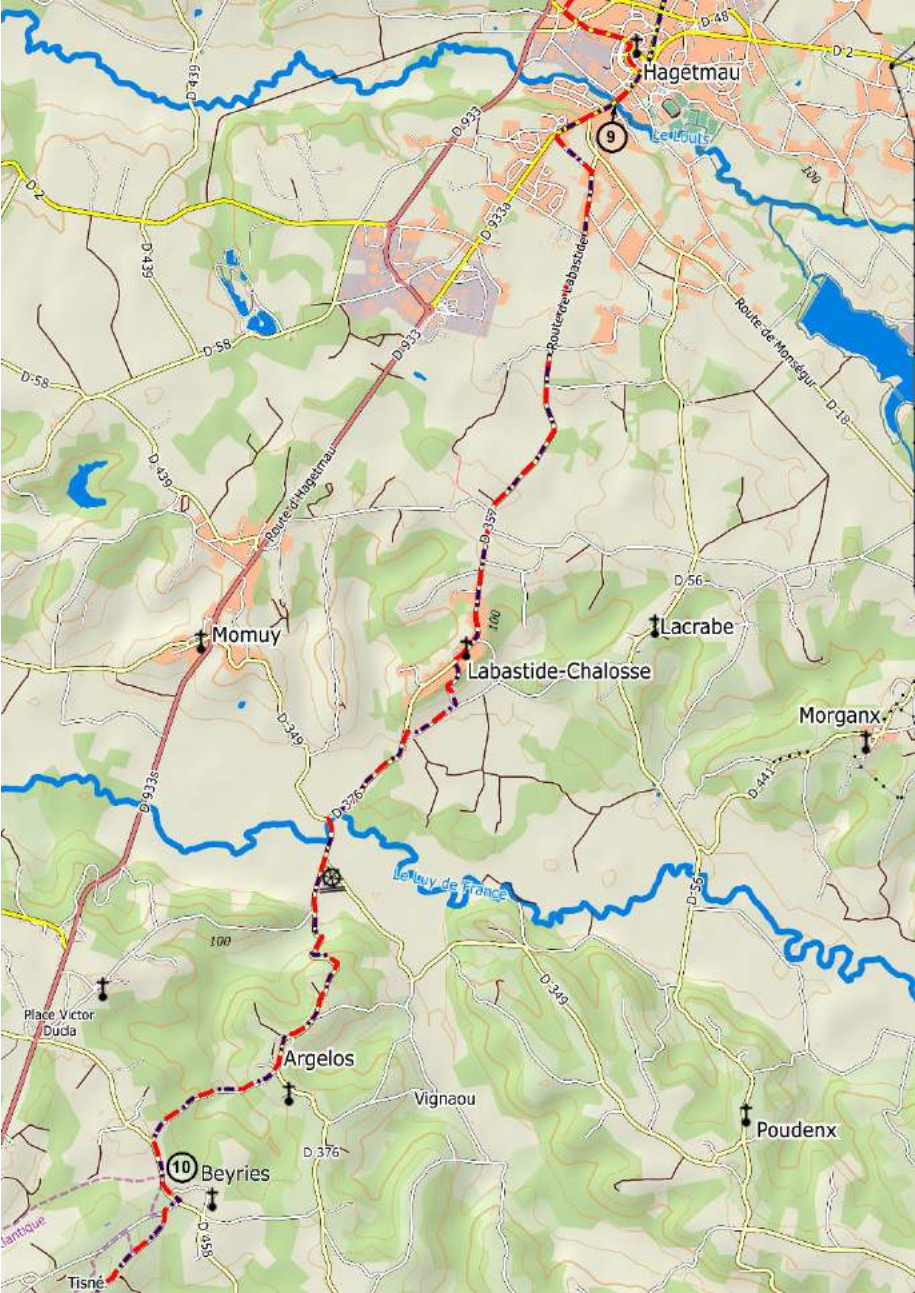 D 48
D 2
Hagetmau
D 439
D 933
9
Le Louts
100
D 2
D 933a
D 439
Route de Labastide
Route de Monségur
D 58
D 933
D 58
D 18
D 439
Route d'Hagetmau
D 357
D 56
100
Momuy
Lacrabe
Labastide-Chalosse
D 349
Morganx
D 933s
D 441
D 376
Le Luy de France
D 56
100
D 349
Place Victor
Ducla
Argelos
Vignaou
Poudenx
D 376
10
Beyries
D 458
lantique
Tisné